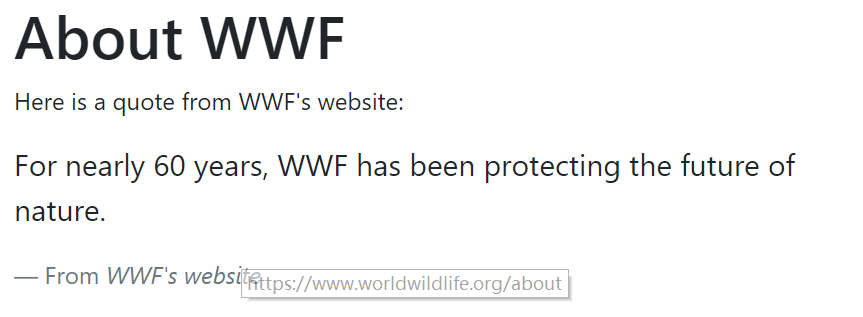 About WWF
Here is a quote from WWF's website:
For nearly 60 years, WWF has been protecting the future of
nature.
— From WWF's website
https://www.worldwildlife.org/about